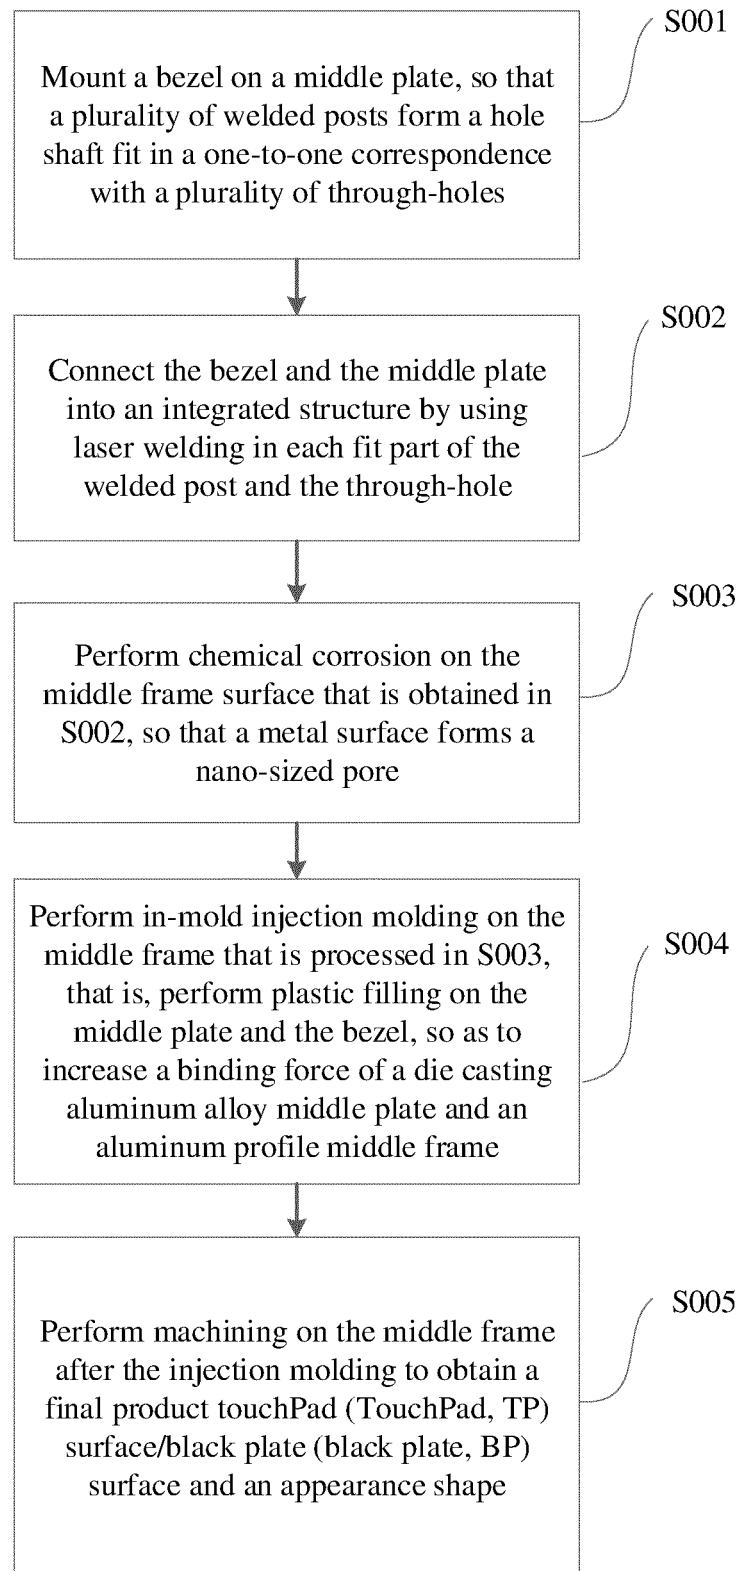 S001
Mount a bezel on a middle plate, so that
a plurality of welded posts form a hole
shaft fit in a one-to-one correspondence
with a plurality of through-holes
S002
Connect the bezel and the middle plate
into an integrated structure by using
laser welding in each fit part of the
welded post and the through-hole
S003
Perform chemical corrosion on the
middle frame surface that is obtained in
S002, so that a metal surface forms a
nano-sized pore
Perform in-mold injection molding on the
S004
middle frame that is processed in S003,
that is, perform plastic filling on the
middle plate and the bezel, so as to
increase a binding force of a die casting
aluminum alloy middle plate and an
aluminum profile middle frame
S005
Perform machining on the middle frame
after the injection molding to obtain a
final product touchPad (TouchPad, TP)
surface/black plate (black plate, BP)
surface and an appearance shape